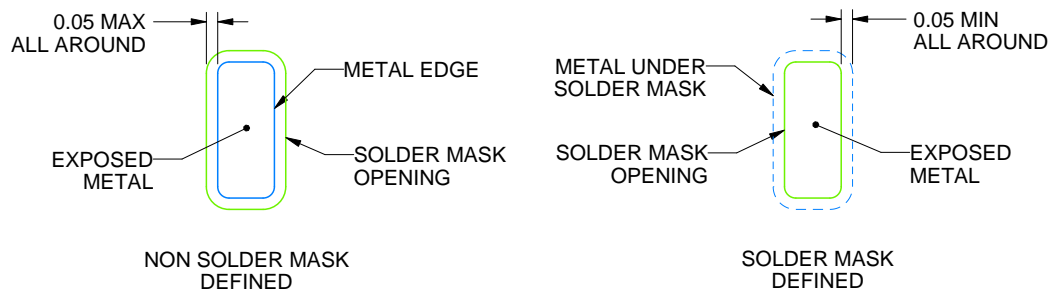 0.05 MAX
ALL AROUND
METAL EDGE
EXPOSED
METAL
SOLDER MASK
OPENING
NON SOLDER MASK
DEFINED
0.05 MIN
ALL AROUND
METAL UNDER
SOLDER MASK
SOLDER MASK
OPENING
EXPOSED
METAL
SOLDER MASK
DEFINED